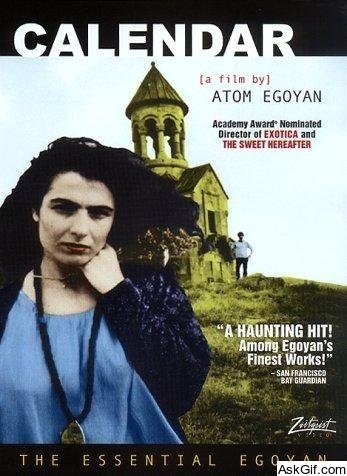 CALENDAR
[a film by]
ATOM EGOYAN
Academy Award® Nominated
Director of EXOTICA and
THE SWEET HEREAFTER
“A HAUNTING HIT!
Among Egoyan's
Finest Works!”
– SAN FRANCISCO
BAY GUARDIAN
Zeitgeist
VIDEO
THE ESSENTIAL EGOYAN
AskGif.com